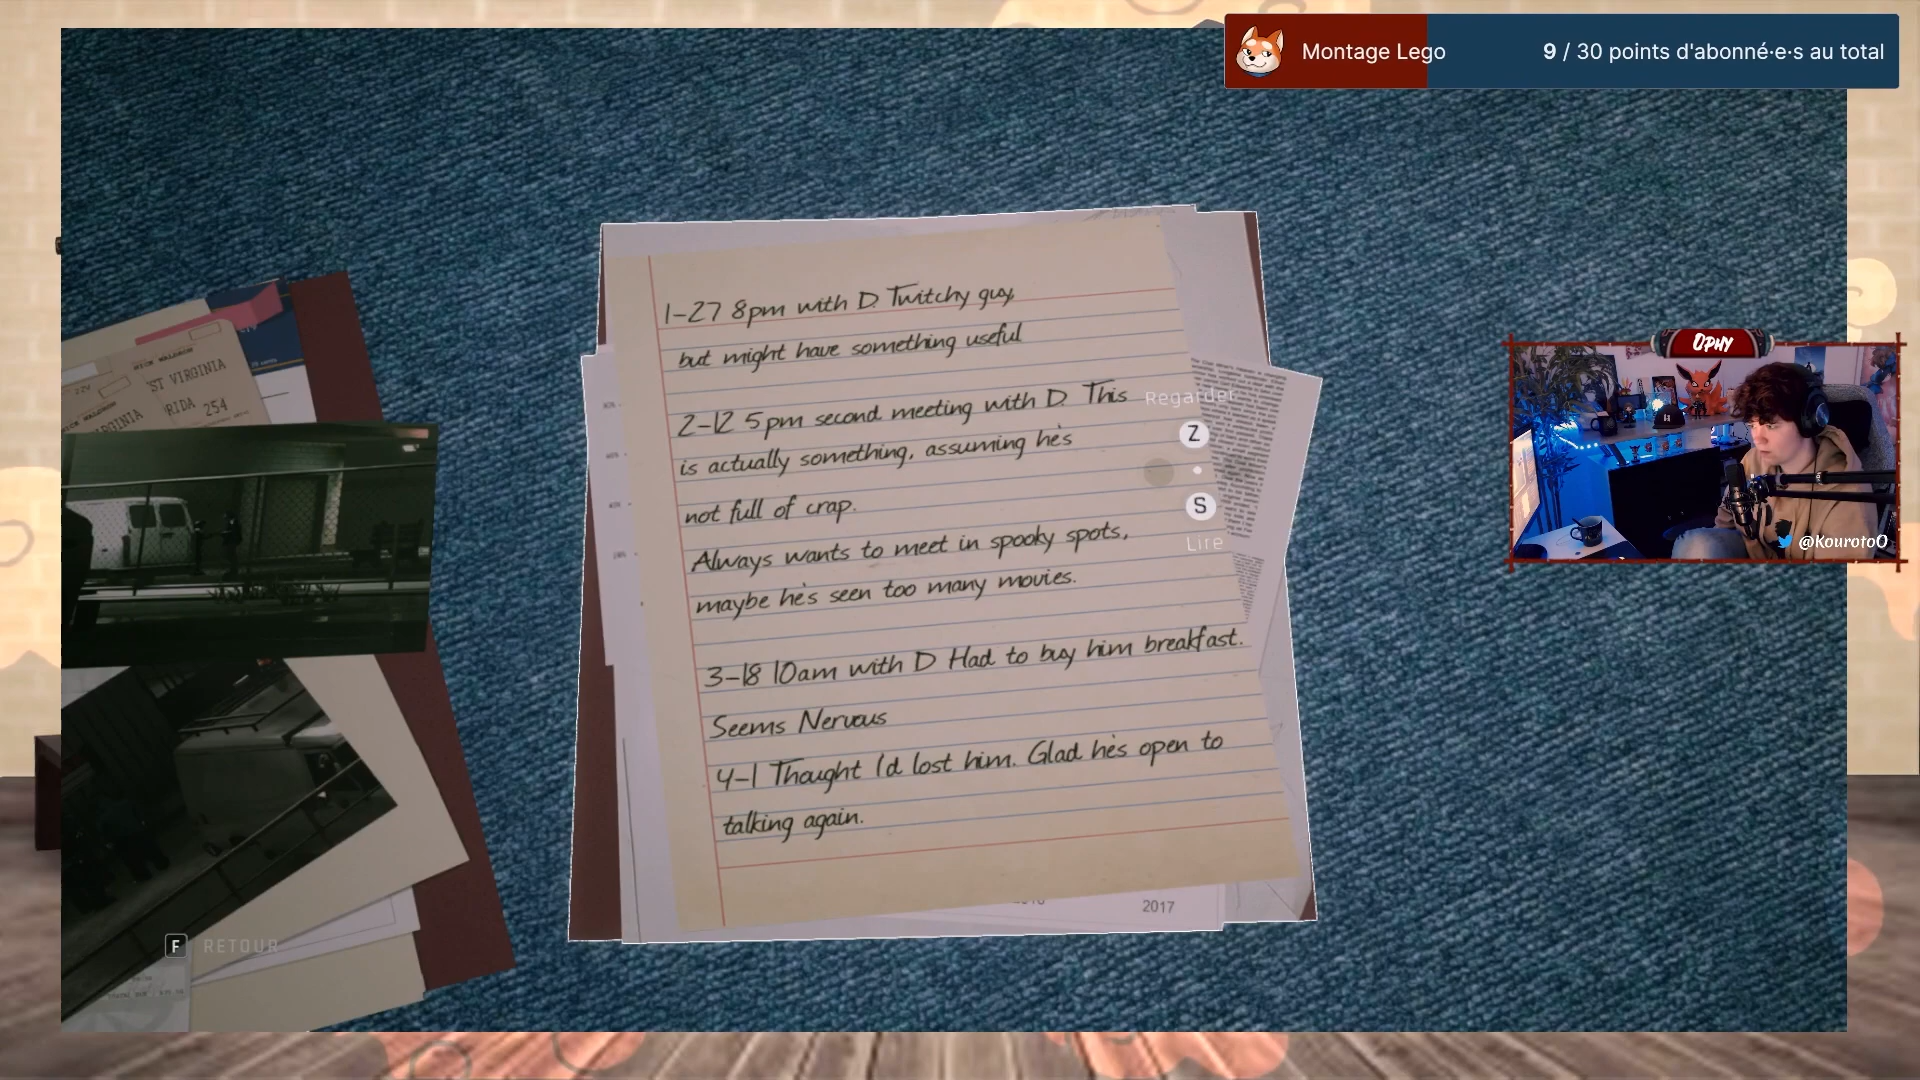 Montage Lego
9 / 30 points d'abonné·e·s au total
1-27 8pm with D. Twitchy guy,
but might have something useful
2-12 5pm second meeting with D. This
is actually something, assuming he's
not full of crap.
Always wants to meet in spooky spots,
maybe he's seen too many movies.
3-18 10am with D Had to buy him breakfast.
Seems Nervous
4-1 Thought I'd lost him. Glad he's open to
talking again.
Regarder
Z
S
Lire
2017
ST VIRGINIA
RIDA 254
F RETOUR
OPHY
@KourotoO